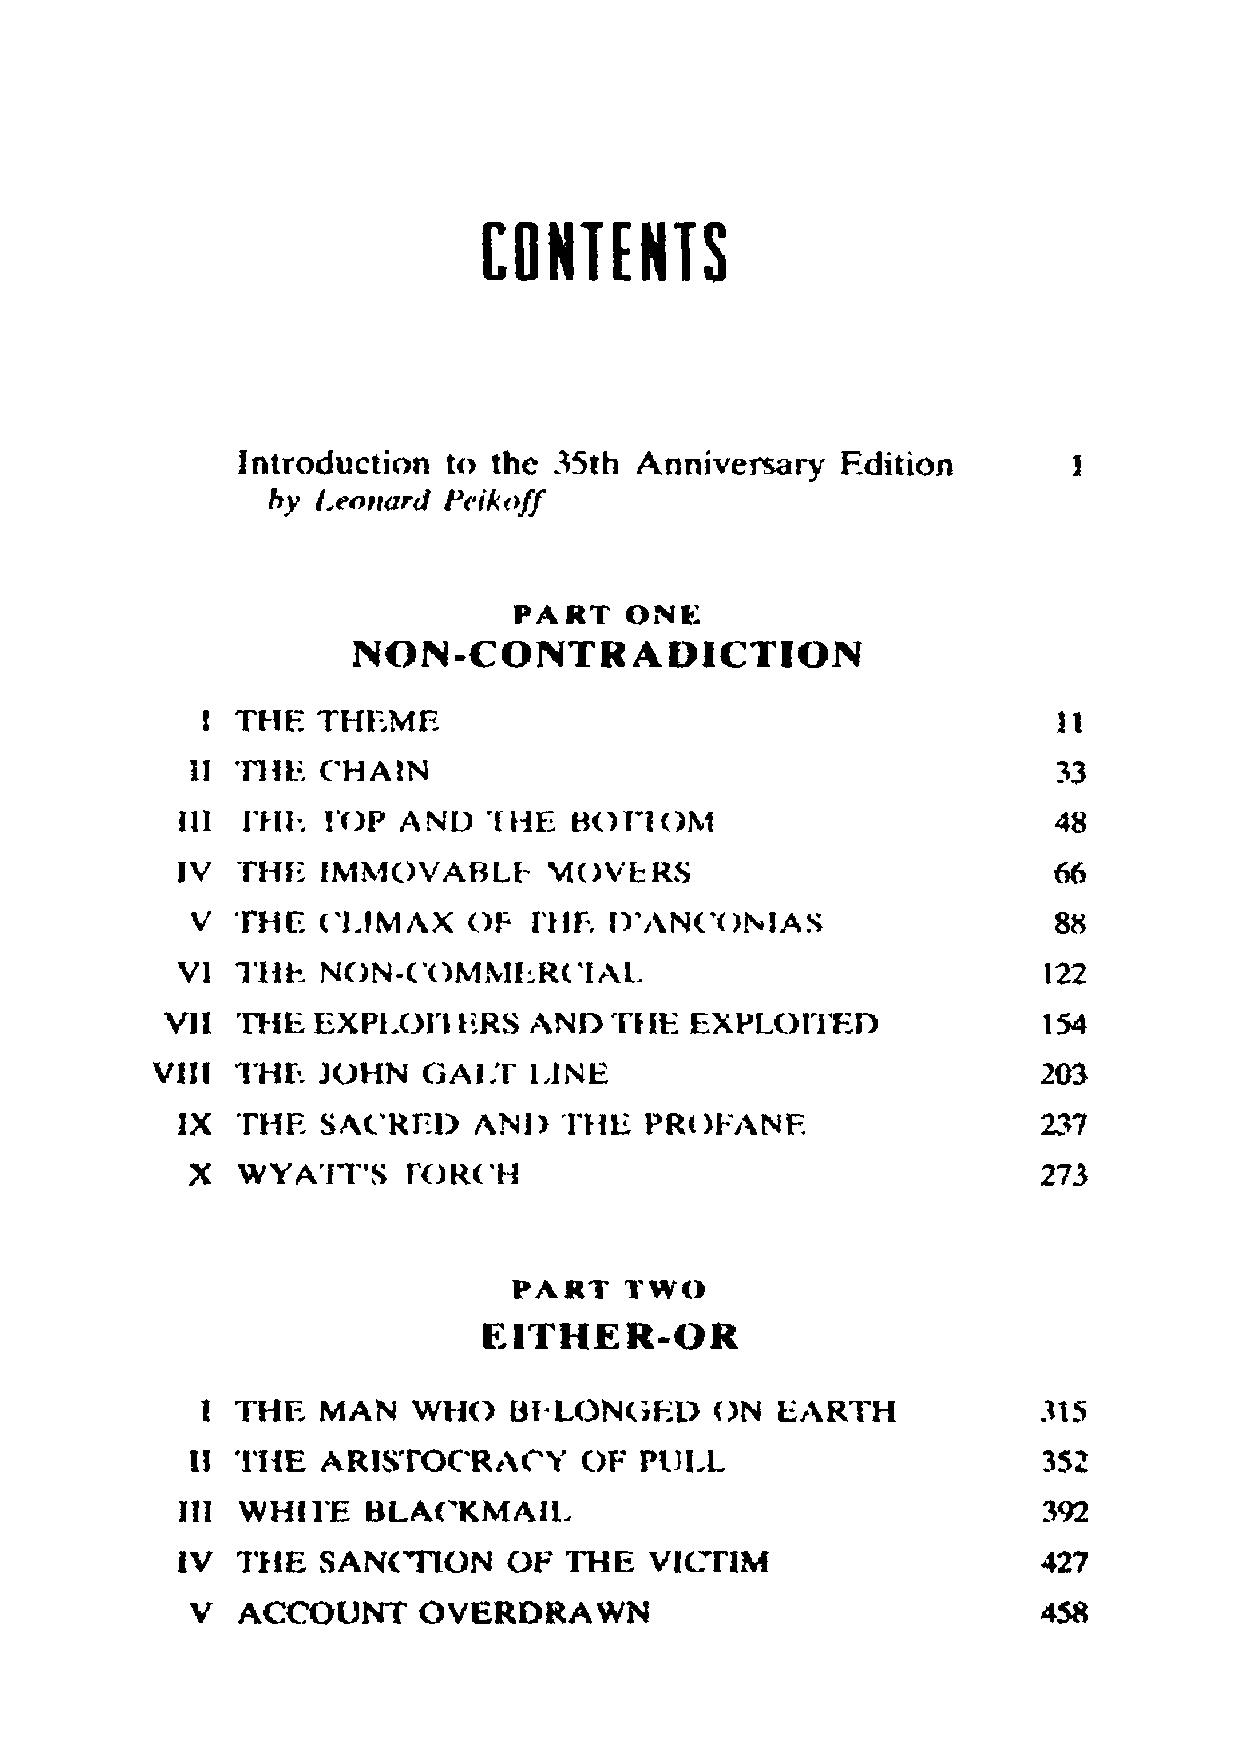 CONTENTS
Introduction to the 35th Anniversary Edition 1
by Leonard Peikoff
PART ONE
NON-CONTRADICTION
I THE THEME 11
II THE CHAIN 33
III THE TOP AND THE BOTTOM 48
IV THE IMMOVABLE MOVERS 66
V THE CLIMAX OF THE D'ANCONIAS 88
VI THE NON-COMMERCIAL 122
VII THE EXPLOITERS AND THE EXPLOITED 154
VIII THE JOHN GALT LINE 203
IX THE SACRED AND THE PROFANE 237
X WYATT'S TORCH 273
PART TWO
EITHER-OR
I THE MAN WHO BELONGED ON EARTH 315
II THE ARISTOCRACY OF PULL 352
III WHITE BLACKMAIL 392
IV THE SANCTION OF THE VICTIM 427
V ACCOUNT OVERDRAWN 458